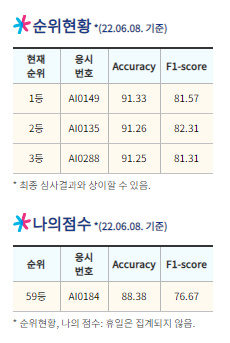 순위현황 *(22.06.08. 기준)
현재 순위 응시 번호 Accuracy F1-score
1등 AI0149 91.33 81.57
2등 AI0135 91.26 82.31
3등 AI0288 91.25 81.31
* 최종 심사결과와 상이할 수 있음.
나의점수 *(22.06.08. 기준)
순위 응시 번호 Accuracy F1-score
59등 AI0184 88.38 76.67
* 순위현황, 나의 점수: 휴일은 집계되지 않음.